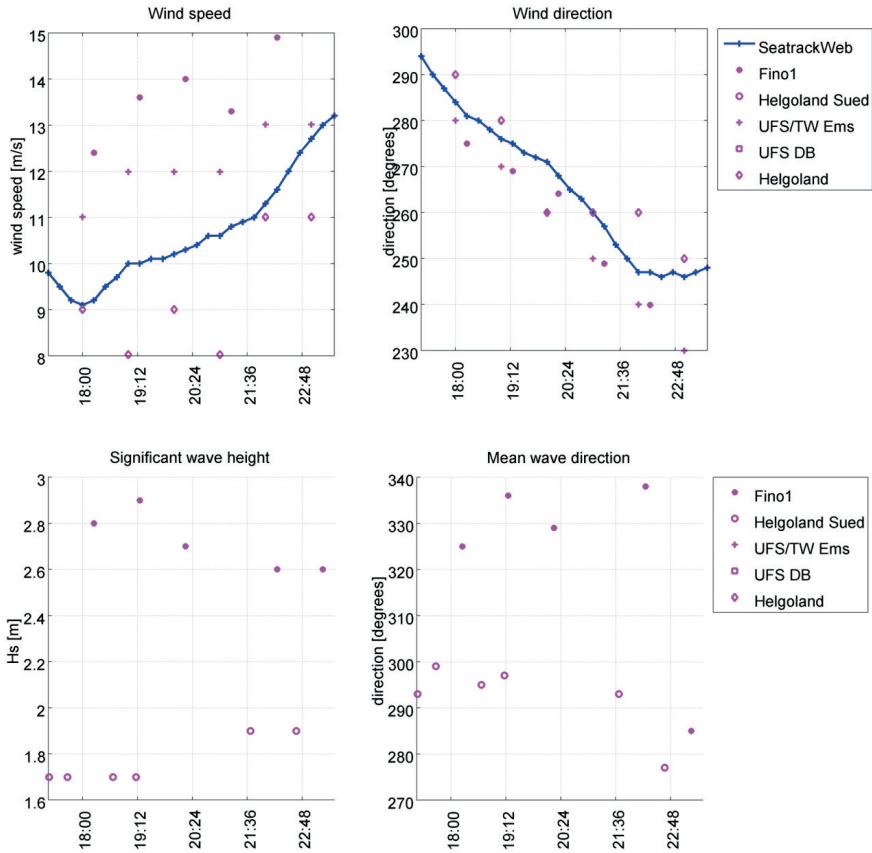 Wind speed
wind speed [m/s]
15
14
13
12
11
10
9
8
18:00
19:12
20:24
21:36
22:48
Wind direction
direction [degrees]
300
290
280
270
260
250
240
230
18:00
19:12
20:24
21:36
22:48
SeatrackWeb
Fino1
Helgoland Sued
UFS/TW Ems
UFS DB
Helgoland
Significant wave height
Hs [m]
3
2.8
2.6
2.4
2.2
2
1.8
1.6
18:00
19:12
20:24
21:36
22:48
Mean wave direction
direction [degrees]
340
330
320
310
300
290
280
270
18:00
19:12
20:24
21:36
22:48
Fino1
Helgoland Sued
UFS/TW Ems
UFS DB
Helgoland